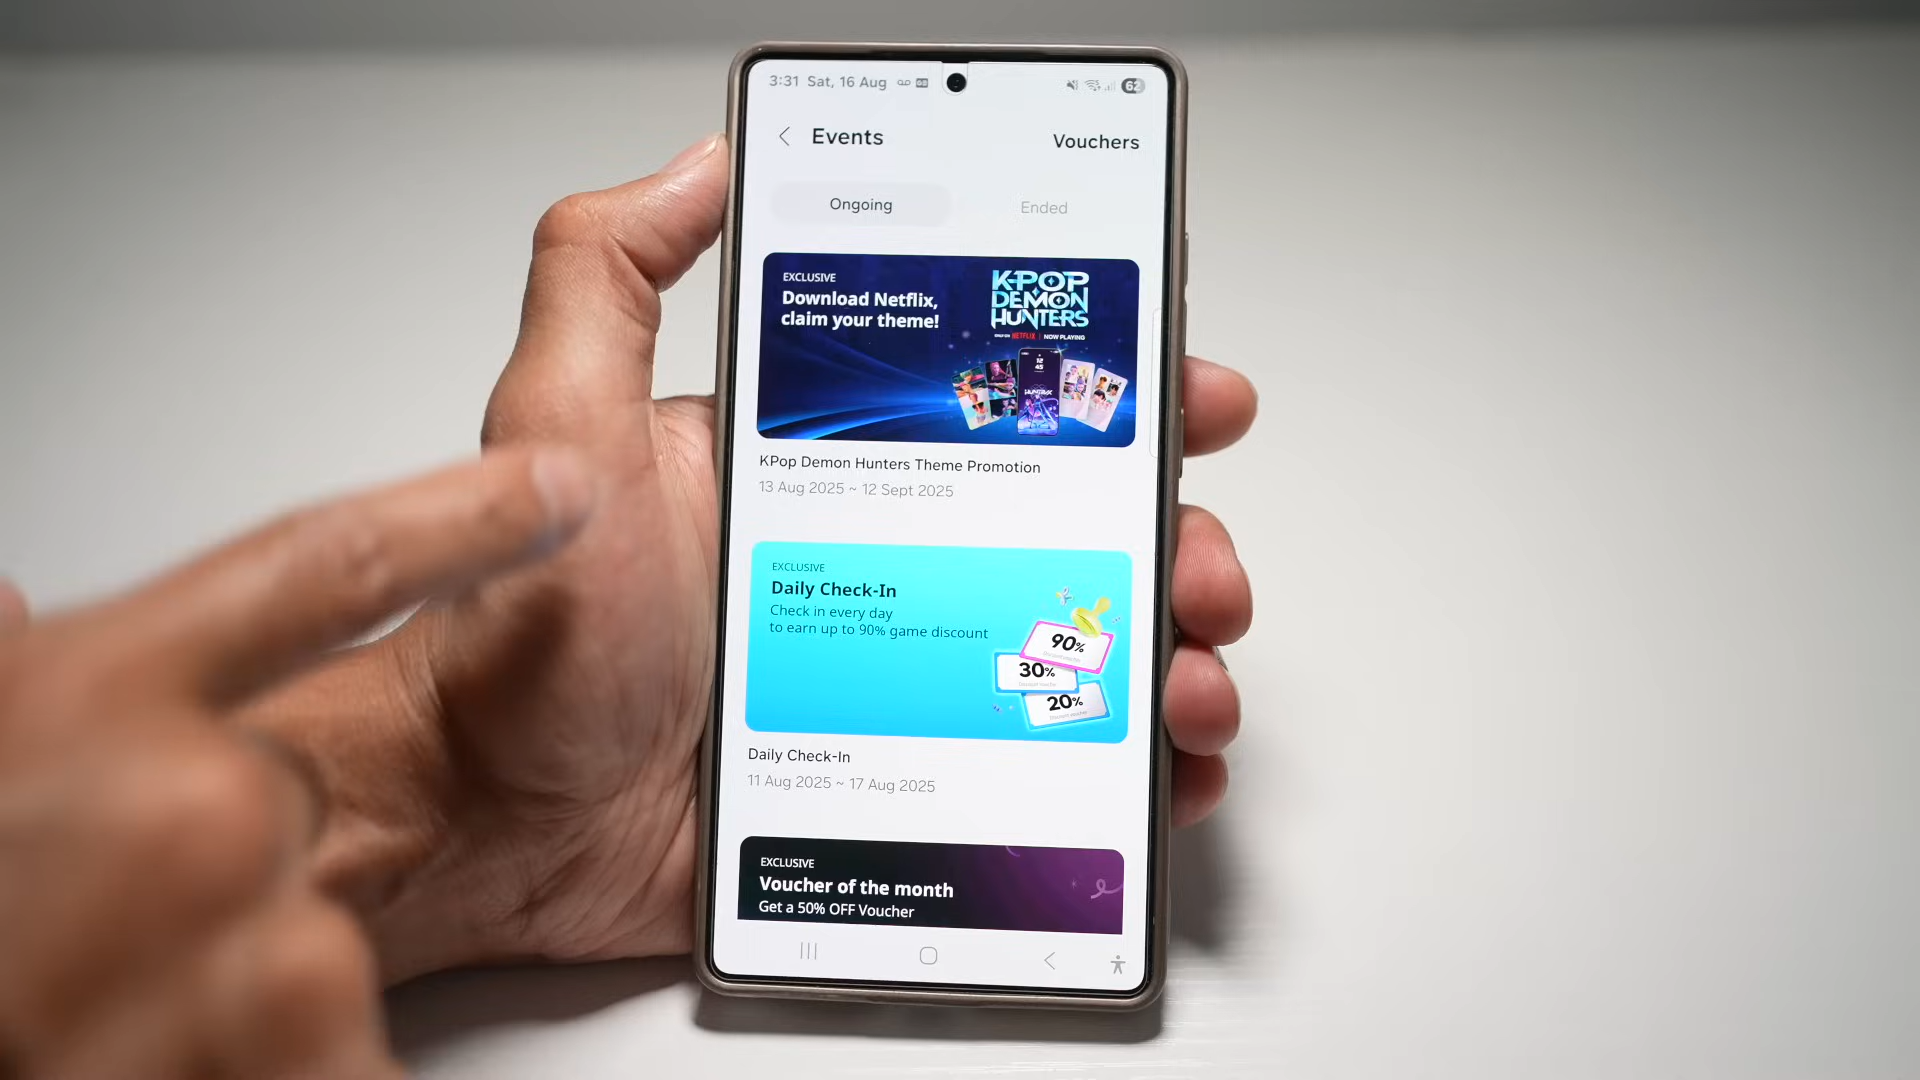 3:31 Sat, 16 Aug
62
Events
Vouchers
Ongoing
Ended
EXCLUSIVE
Download Netflix,
claim your theme!
K-POP
DEMON
HUNTERS
NETFLIX | NOW PLAYING
12
45
KPop Demon Hunters Theme Promotion
13 Aug 2025 ~ 12 Sept 2025
EXCLUSIVE
Daily Check-In
Check in every day
to earn up to 90% game discount
90%
30%
20%
Daily Check-In
11 Aug 2025 ~ 17 Aug 2025
EXCLUSIVE
Voucher of the month
Get a 50% OFF Voucher